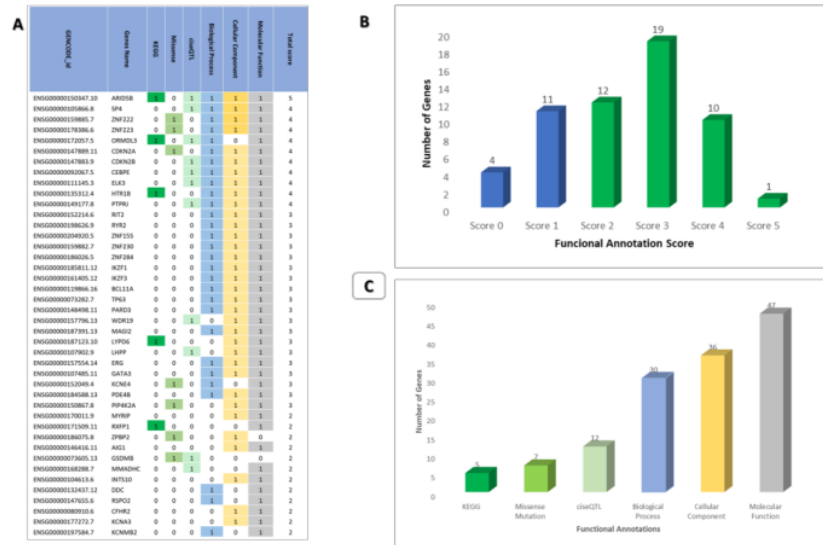 A
GENCODE_id Genes Name KEGG Missense ciseQTL Biological Process Cellular Component Molecular Function Total score
ENSG00000150347.10 ARID5B 1 0 1 1 1 1 5
ENSG00000105866.8 SP4 0 0 1 1 1 1 4
ENSG00000159885.7 ZNF222 0 1 0 1 1 1 4
ENSG00000178386.6 ZNF223 0 1 0 1 1 1 4
ENSG00000172057.5 ORMDL3 1 0 1 1 0 1 4
ENSG00000147889.11 CDKN2A 0 1 0 1 1 1 4
ENSG00000147883.9 CDKN2B 0 0 1 1 1 1 4
ENSG00000092067.5 CEBPE 0 0 1 1 1 1 4
ENSG00000111145.3 ELK3 0 0 1 1 1 1 4
ENSG00000135312.4 HTR1B 1 0 0 1 1 1 4
ENSG00000149177.8 PTPRU 0 0 1 1 1 1 4
ENSG00000152214.6 RIT2 0 0 0 1 1 1 3
ENSG00000198626.9 RYR2 0 0 0 1 1 1 3
ENSG00000204920.5 ZNF155 0 0 0 1 1 1 3
ENSG00000159882.7 ZNF230 0 0 0 1 1 1 3
ENSG00000186026.5 ZNF284 0 0 0 1 1 1 3
ENSG00000185811.12 IKZF1 0 0 0 1 1 1 3
ENSG00000161405.12 IKZF3 0 0 0 1 1 1 3
ENSG00000119866.16 BCL11A 0 0 0 1 1 1 3
ENSG00000073282.7 TP63 0 0 0 1 1 1 3
ENSG00000148498.11 PARD3 0 0 0 1 1 1 3
ENSG00000157796.13 WDR19 0 0 1 0 1 1 3
ENSG00000187391.13 MAGI2 0 0 0 1 1 1 3
ENSG00000187123.10 LYPD6 1 0 0 0 1 1 3
ENSG00000107902.9 LHPP 0 0 1 0 1 1 3
ENSG00000157554.14 ERG 0 0 0 1 1 1 3
ENSG00000107485.11 GATA3 0 0 0 1 1 1 3
ENSG00000152049.4 KCNE4 0 1 0 1 0 1 3
ENSG00000184588.13 PDE4B 0 0 0 1 1 1 3
ENSG00000150867.8 PIP4K2A 0 1 0 0 1 1 3
ENSG00000170011.9 MYRIP 0 0 0 0 1 1 2
ENSG00000171509.11 RXFP1 1 0 0 0 0 1 2
ENSG00000186075.8 ZPBP2 0 1 0 0 1 0 2
ENSG00000146416.11 AIG1 0 0 0 0 1 1 2
ENSG00000073605.13 GSDMB 0 1 1 0 0 0 2
ENSG00000168288.7 MMADHC 0 0 1 0 0 1 2
ENSG00000104613.6 INTS10 0 0 0 0 1 1 2
ENSG00000132437.12 DDC 0 0 0 1 0 1 2
ENSG00000147655.6 RSPO2 0 0 0 1 0 1 2
ENSG00000080910.6 CFHR2 0 0 0 0 1 1 2
ENSG00000177272.7 KCNA3 0 0 0 0 1 1 2
ENSG00000197584.7 KCNMB2 0 0 0 1 0 1 2
B
Number of Genes
20
18
16
14
12
10
8
6
4
2
0
4 11 12 19 10 1
Score 0 Score 1 Score 2 Score 3 Score 4 Score 5
Funcional Annotation Score
C
Number of Genes
50
45
40
35
30
25
20
15
10
5
0
5 7 12 30 36 47
KEGG Missense Mutation ciseQTL Biological Process Cellular Component Molecular Function
Functional Annotations